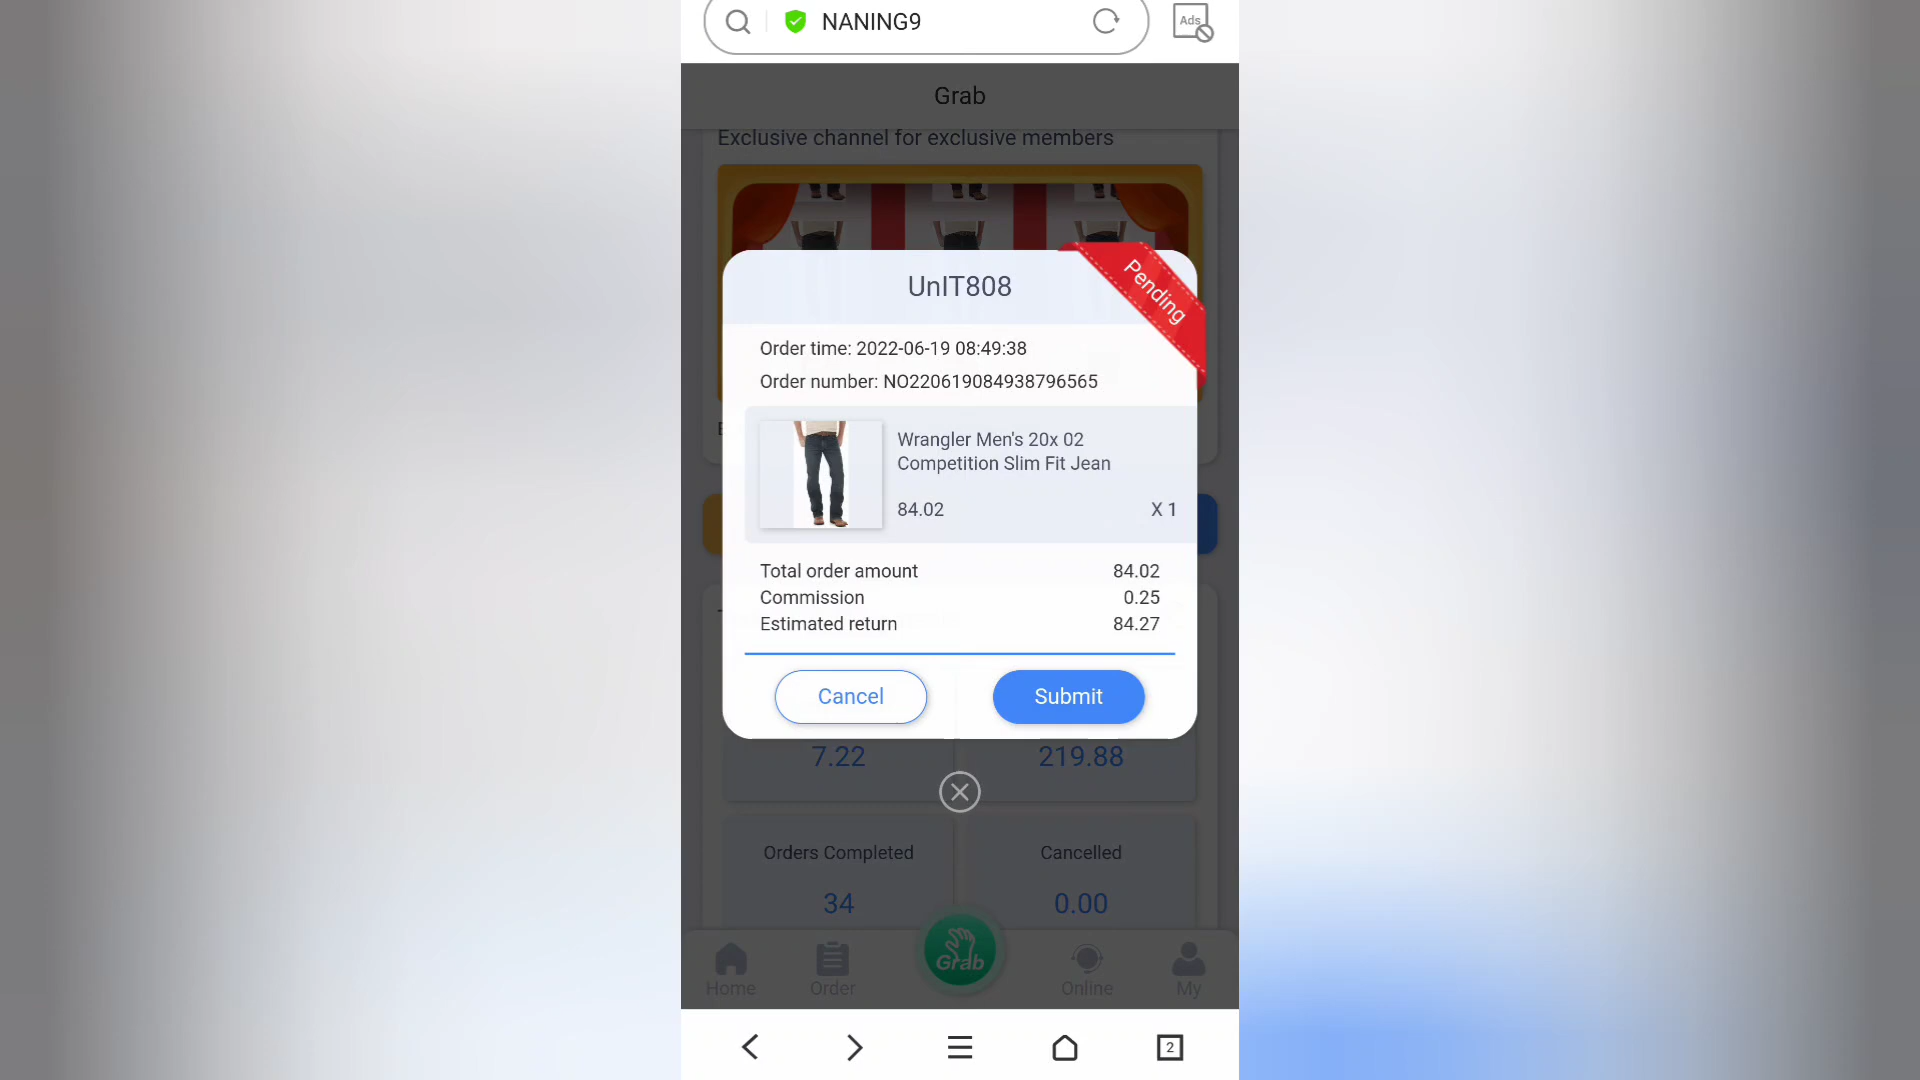 NANING9
Ads
Grab
Exclusive channel for exclusive members
UnIT808
Pending
Order time: 2022-06-19 08:49:38
Order number: NO220619084938796565
Wrangler Men's 20x 02
Competition Slim Fit Jean
84.02 X 1
Total order amount 84.02
Commission 0.25
Estimated return 84.27
Cancel Submit
7.22 219.88
Orders Completed Cancelled
34 0.00
Grab
Home Order Online My
2